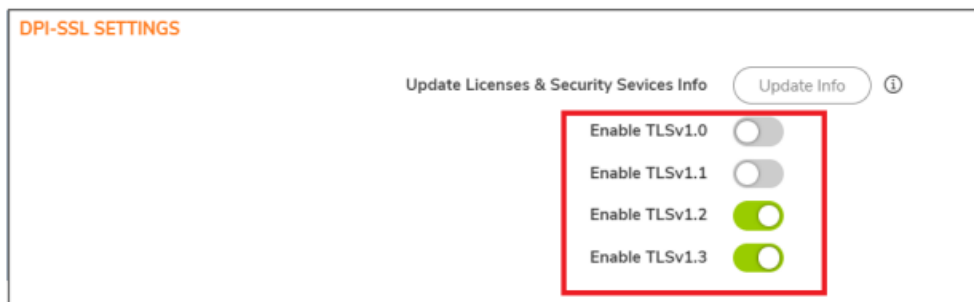 DPI-SSL SETTINGS
Update Licenses & Security Sevices Info Update Info
Enable TLSv1.0
Enable TLSv1.1
Enable TLSv1.2
Enable TLSv1.3